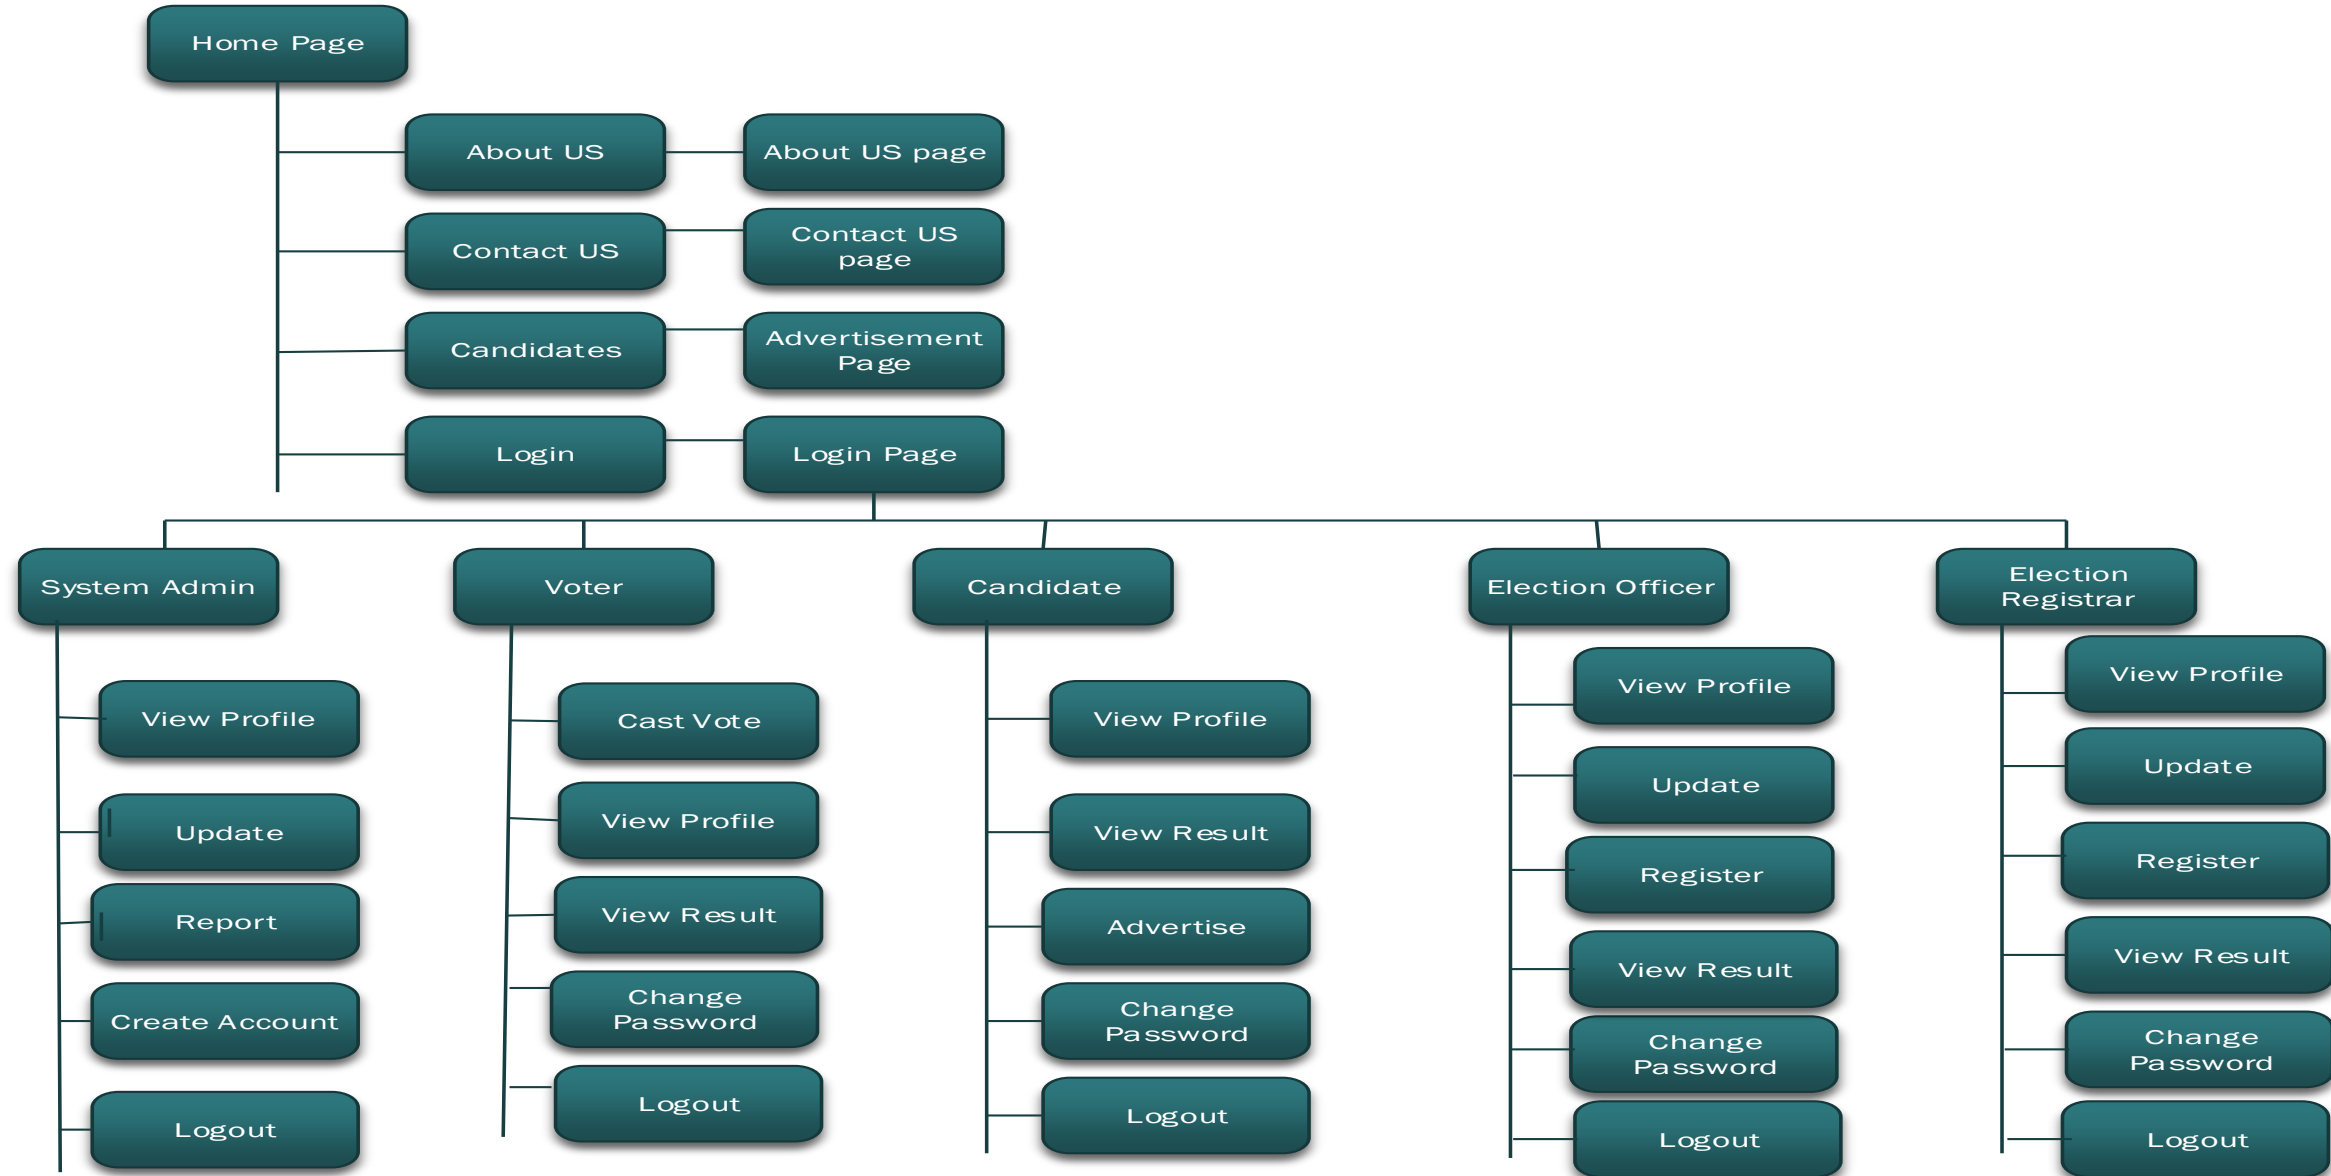 Home Page
About US
About US page
Contact US
Contact US
page
Candidates
Advertisement
Page
Login
Login Page
System Admin
Voter
Candidate
Election Officer
Election
Registrar
View Profile
Update
Report
Create Account
Logout
Cast Vote
View Profile
View Result
Change
Password
Logout
View Profile
View Result
Advertise
Change
Password
Logout
View Profile
Update
Register
View Result
Change
Password
Logout
View Profile
Update
Register
View Result
Change
Password
Logout